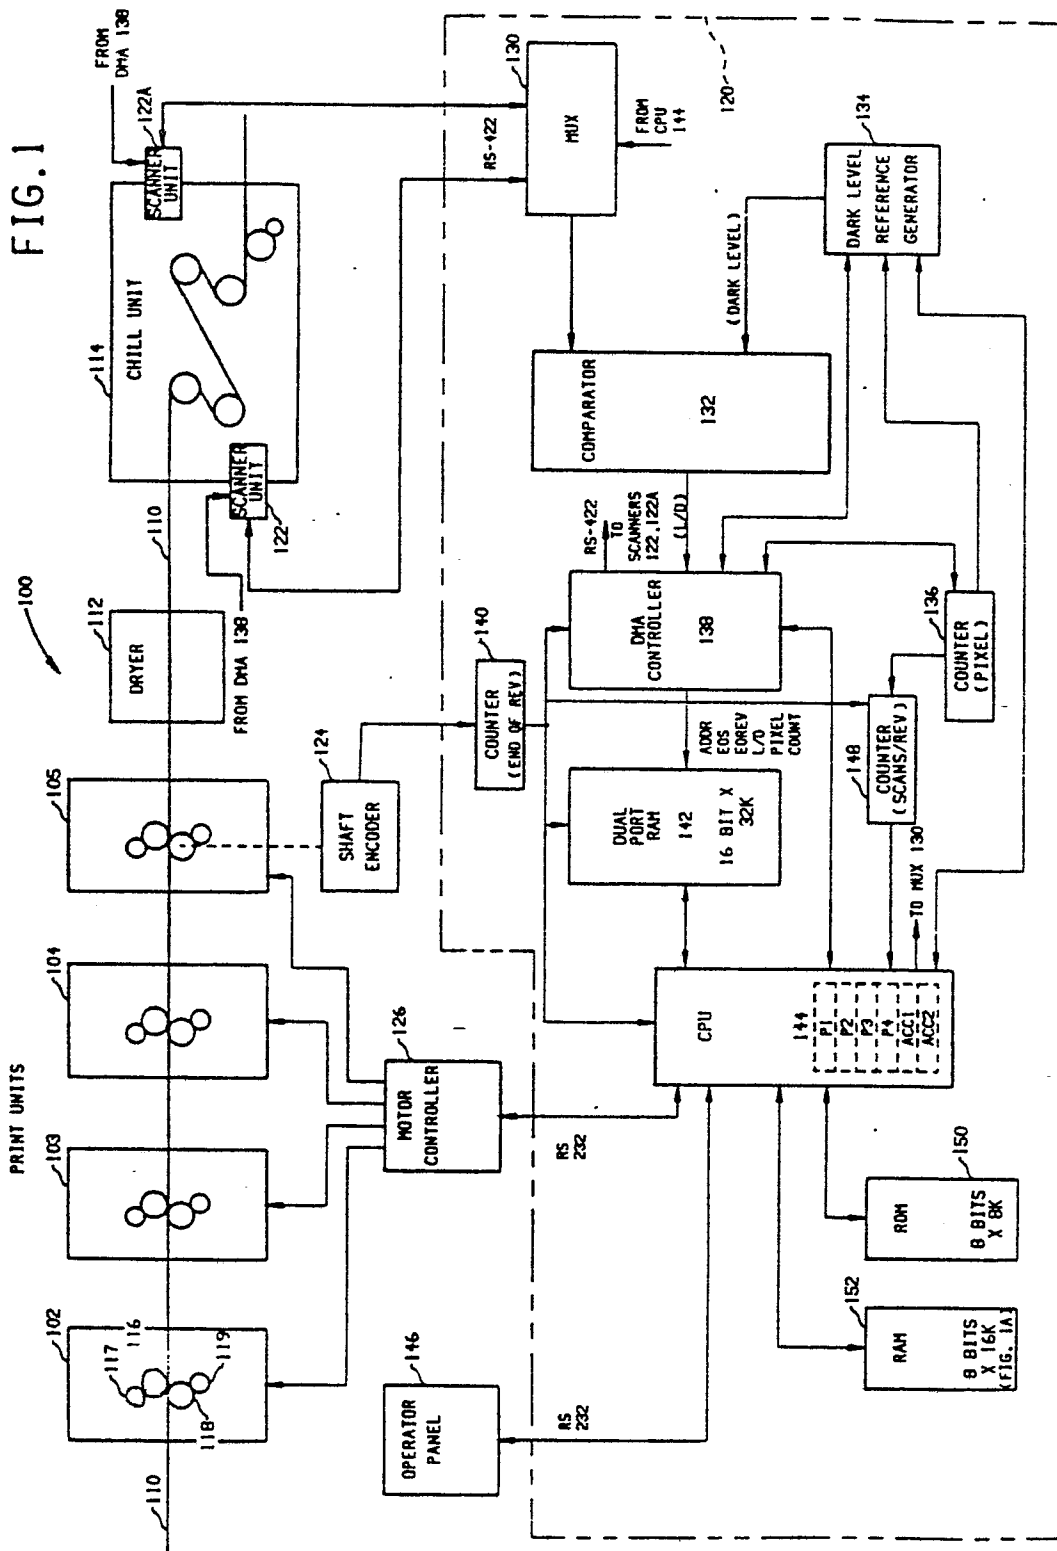 FIG.1
100
PRINT UNITS
102
103
104
105
117
116
118
119
110
110
112
DRYER
114
CHILL UNIT
SCANNER
UNIT
122
FROM DMA 138
SCANNER
UNIT
122A
FROM
DMA 138
146
OPERATOR
PANEL
126
MOTOR
CONTROLLER
124
SHAFT
ENCODER
RS
232
RS
232
120
140
COUNTER
(END OF REV)
RS-422
130
MUX
FROM
CPU
144
RS-422
TO
SCANNERS
122,122A
(L/D)
COMPARATOR
132
(DARK LEVEL)
134
DARK LEVEL
REFERENCE
GENERATOR
DMA
CONTROLLER
138
ADDR
EOS
EOREV
L/D
PIXEL
COUNT
DUAL
PORT
RAM
142
16 BIT X
32K
CPU
144
P1
P2
P3
P4
ACC1
ACC2
TO MUX 130
148
COUNTER
(SCANS/REV)
136
COUNTER
(PIXEL)
152
RAM
8 BITS
X 16K
(FIG. 1A)
150
ROM
8 BITS
X 8K